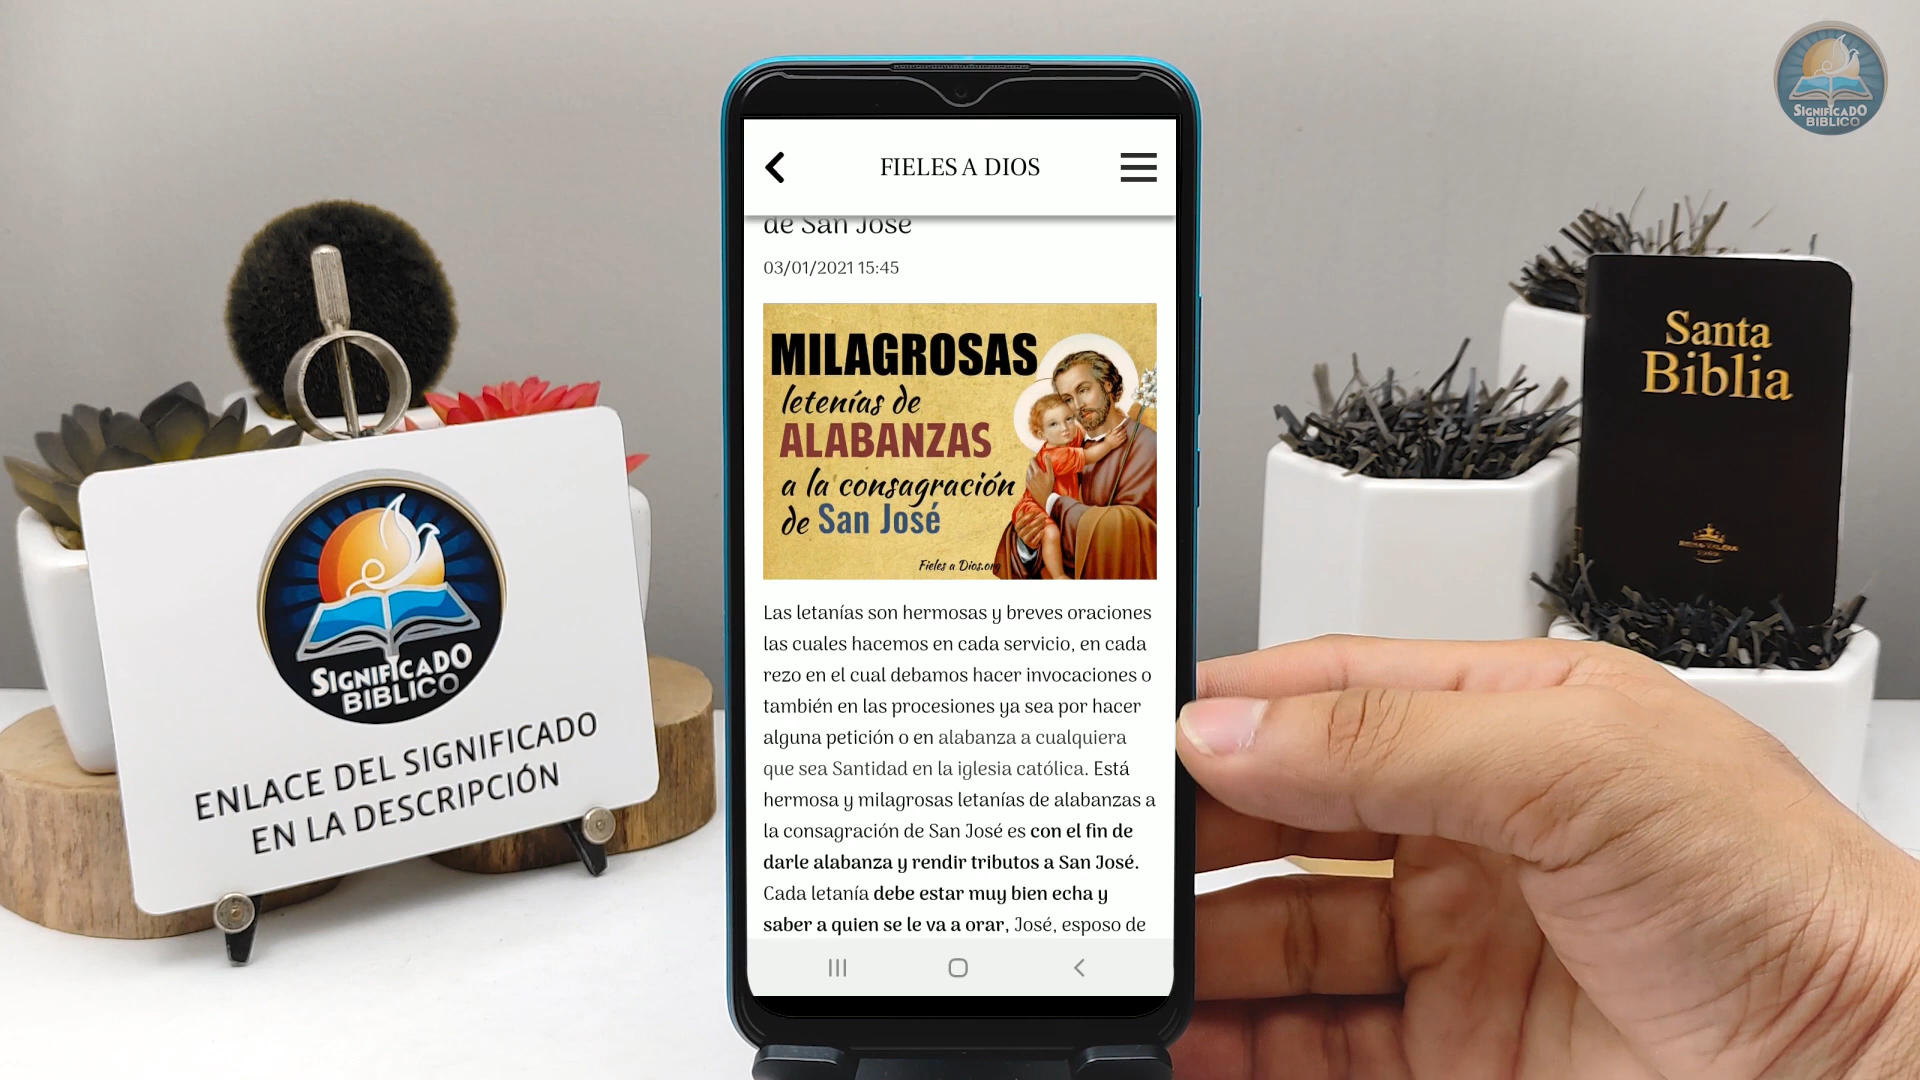 SIGNIFICADO
BIBLICO
FIELES A DIOS
de San José
03/01/2021 15:45
MILAGROSAS
letenías de
ALABANZAS
a la consagración
de San José
Fieles a Dios.org
Las letanías son hermosas y breves oraciones
las cuales hacemos en cada servicio, en cada
rezo en el cual debamos hacer invocaciones o
también en las procesiones ya sea por hacer
alguna petición o en alabanza a cualquiera
que sea Santidad en la iglesia católica. Está
hermosa y milagrosas letanías de alabanzas a
la consagración de San José es con el fin de
darle alabanza y rendir tributos a San José.
Cada letanía debe estar muy bien echa y
saber a quien se le va a orar, José, esposo de
SIGNIFICADO
BIBLICO
ENLACE DEL SIGNIFICADO
EN LA DESCRIPCIÓN
Santa
Biblia